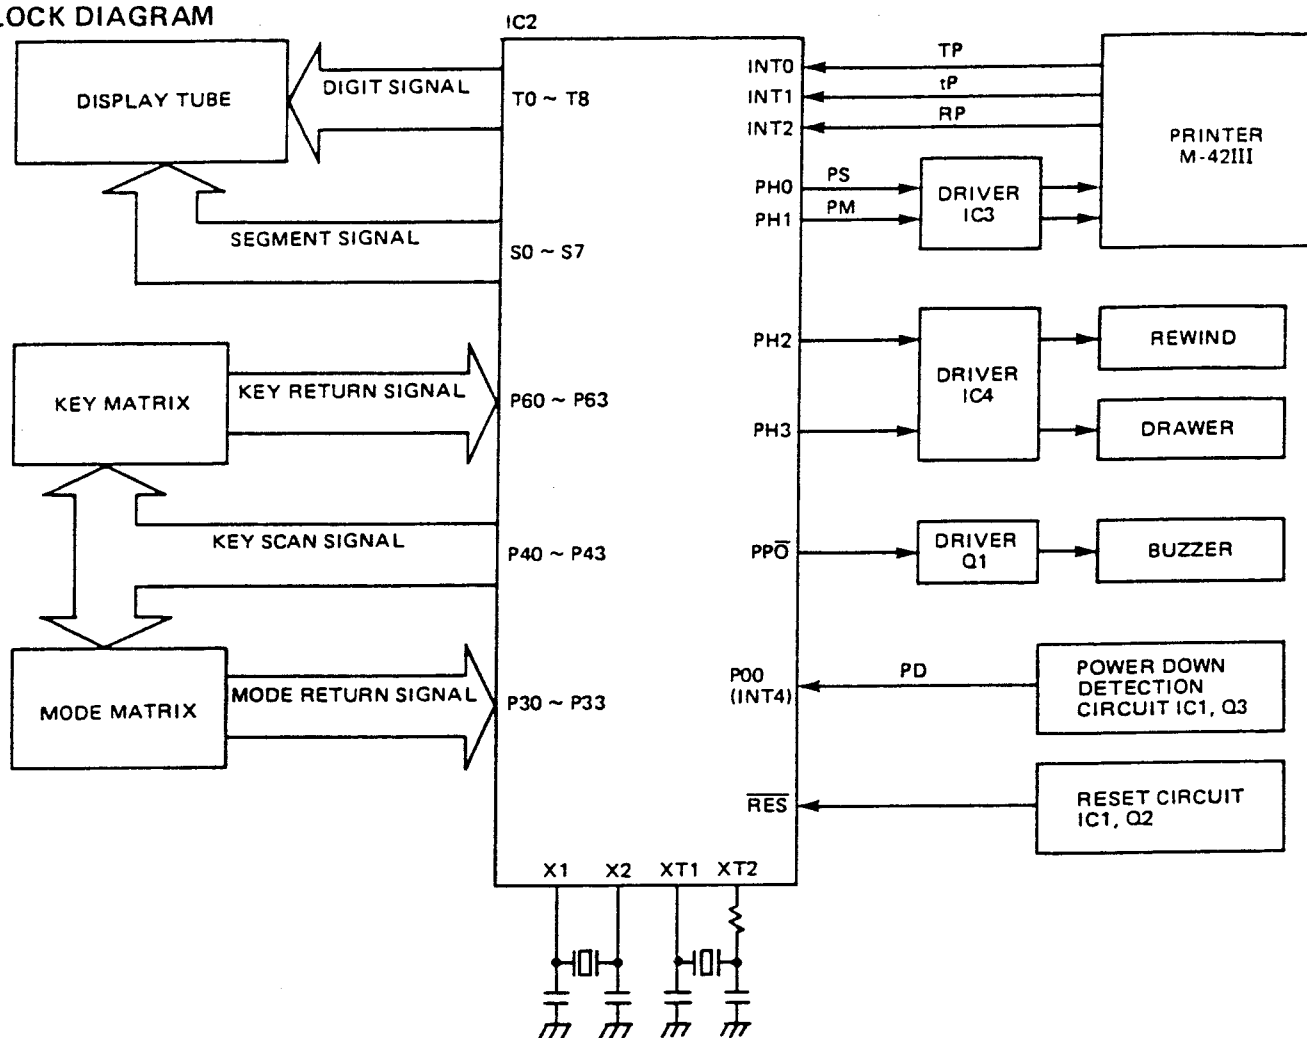 LOCK DIAGRAM
IC2
DISPLAY TUBE
DIGIT SIGNAL
T0 ~ T8
SEGMENT SIGNAL
S0 ~ S7
KEY MATRIX
KEY RETURN SIGNAL
P60 ~ P63
KEY SCAN SIGNAL
P40 ~ P43
MODE MATRIX
MODE RETURN SIGNAL
P30 ~ P33
INT0
TP
INT1
tP
INT2
RP
PRINTER
M-42III
PH0
PS
PH1
PM
DRIVER
IC3
PH2
PH3
DRIVER
IC4
REWIND
DRAWER
PPO̅
DRIVER
Q1
BUZZER
P00
(INT4)
PD
POWER DOWN
DETECTION
CIRCUIT IC1, Q3
R̅E̅S̅
RESET CIRCUIT
IC1, Q2
X1 X2 XT1 XT2